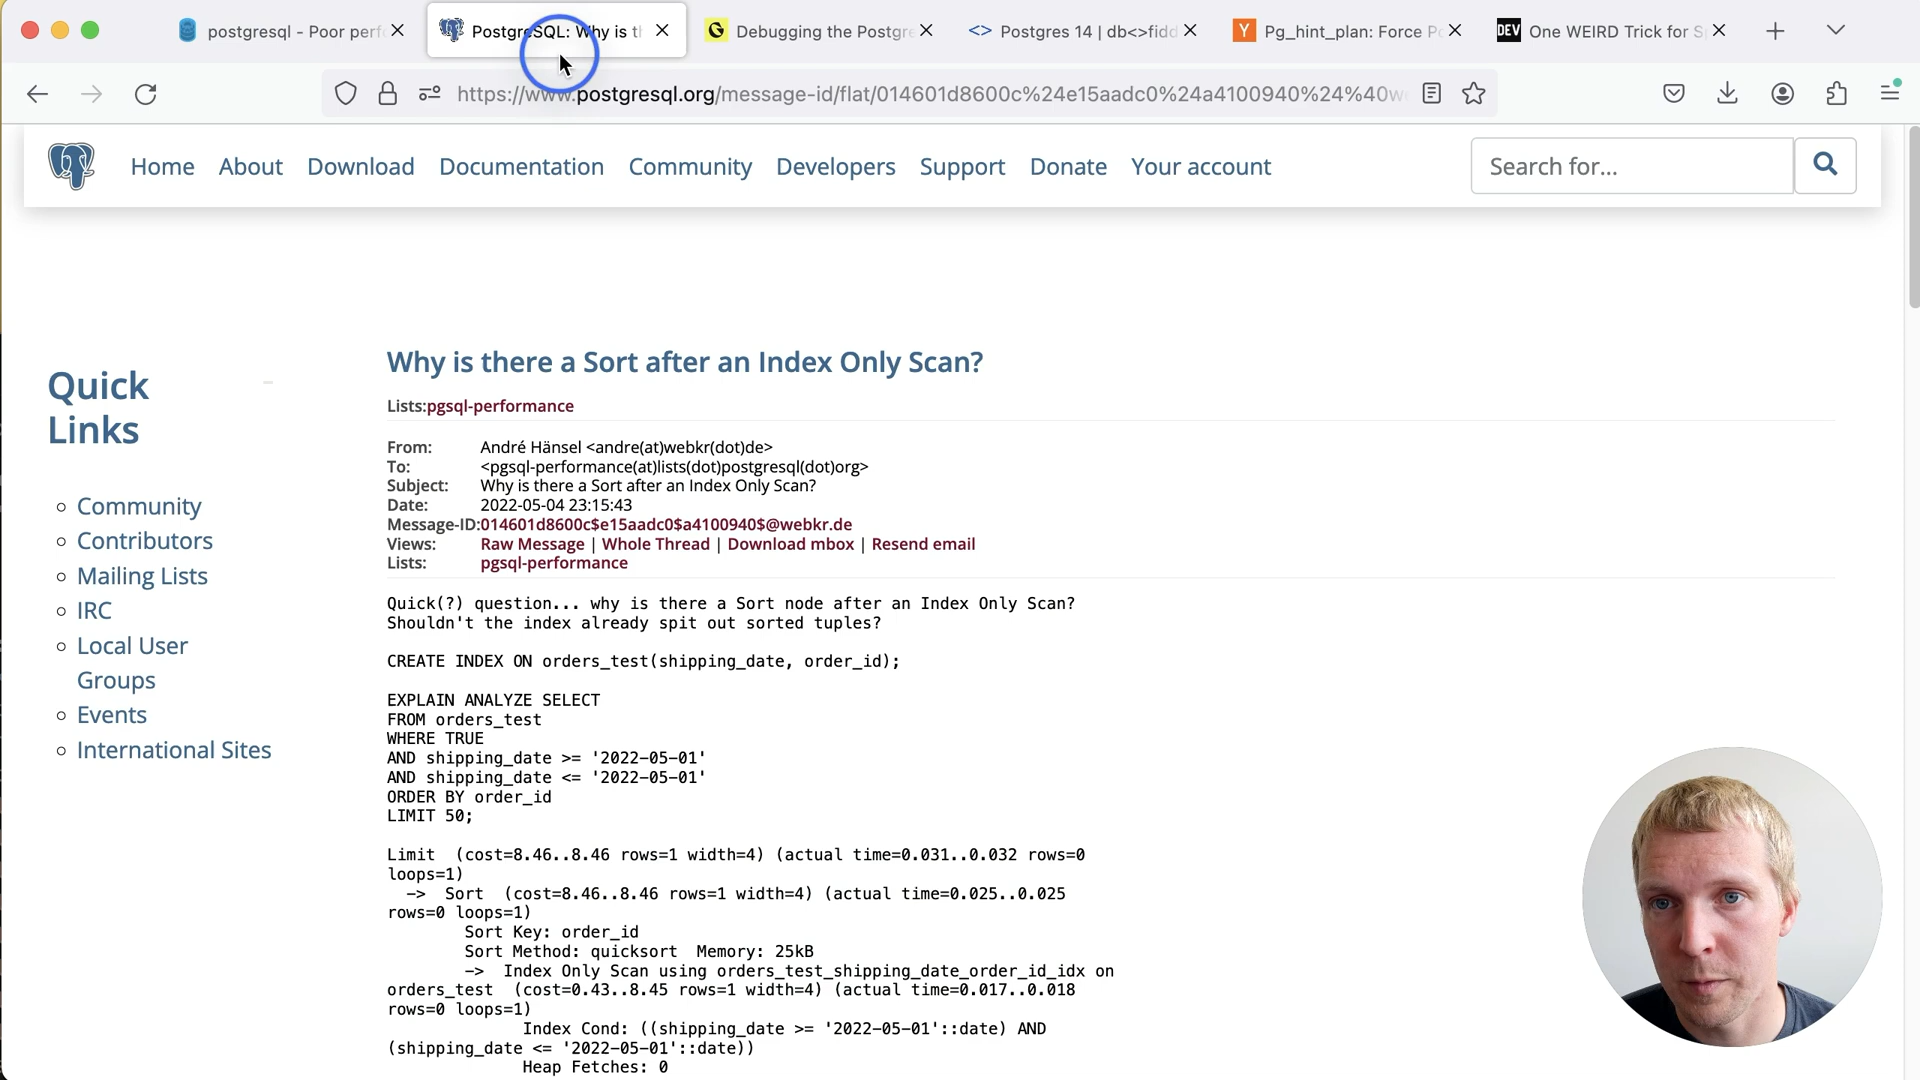 postgresql - Poor perf
PostgreSQL: Why is t
Debugging the Postgr
Postgres 14 | db<>fidd
Pg_hint_plan: Force P
DEV
One WEIRD Trick for S
https://www.postgresql.org/message-id/flat/014601d8600c%24e15aadc0%24a4100940%24%40w
Home About Download Documentation Community Developers Support Donate Your account
Search for...
Quick
Links
Community
Contributors
Mailing Lists
IRC
Local User
Groups
Events
International Sites
Why is there a Sort after an Index Only Scan?
Lists:pgsql-performance
From: André Hänsel <andre(at)webkr(dot)de>
To: <pgsql-performance(at)lists(dot)postgresql(dot)org>
Subject: Why is there a Sort after an Index Only Scan?
Date: 2022-05-04 23:15:43
Message-ID:014601d8600c$e15aadc0$a4100940$@webkr.de
Views: Raw Message | Whole Thread | Download mbox | Resend email
Lists: pgsql-performance
Quick(?) question... why is there a Sort node after an Index Only Scan?
Shouldn't the index already spit out sorted tuples?
CREATE INDEX ON orders_test(shipping_date, order_id);
EXPLAIN ANALYZE SELECT
FROM orders_test
WHERE TRUE
AND shipping_date >= '2022-05-01'
AND shipping_date <= '2022-05-01'
ORDER BY order_id
LIMIT 50;
Limit (cost=8.46..8.46 rows=1 width=4) (actual time=0.031..0.032 rows=0
loops=1)
-> Sort (cost=8.46..8.46 rows=1 width=4) (actual time=0.025..0.025
rows=0 loops=1)
Sort Key: order_id
Sort Method: quicksort Memory: 25kB
-> Index Only Scan using orders_test_shipping_date_order_id_idx on
orders_test (cost=0.43..8.45 rows=1 width=4) (actual time=0.017..0.018
rows=0 loops=1)
Index Cond: ((shipping_date >= '2022-05-01'::date) AND
(shipping_date <= '2022-05-01'::date))
Heap Fetches: 0